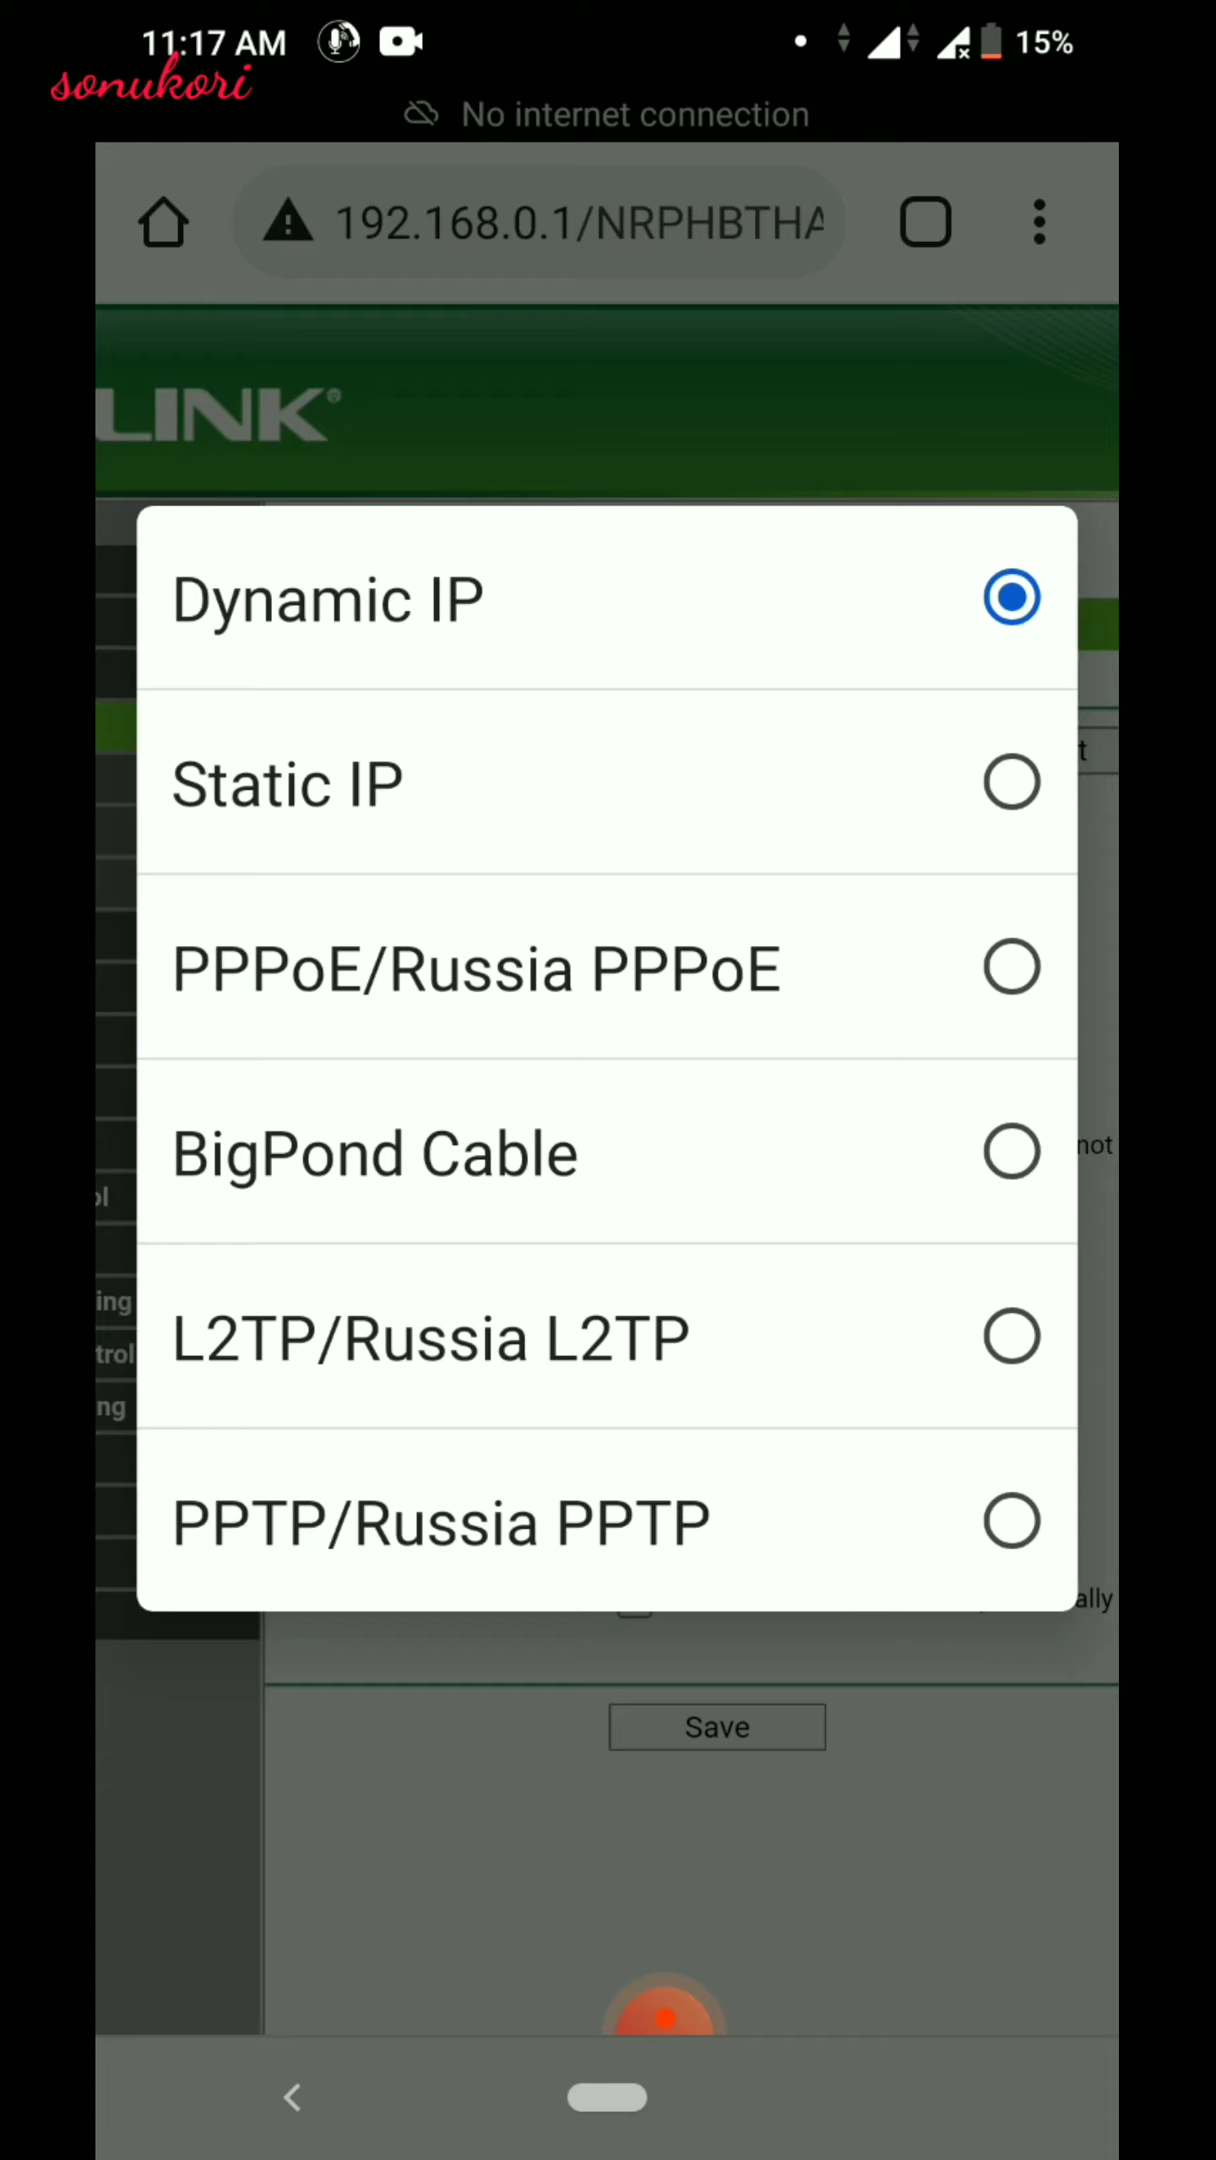 11:17 AM
15%
sonukori
No internet connection
192.168.0.1/NRPHBTHA
LINK®
Dynamic IP
t
Static IP
PPPoE/Russia PPPoE
BigPond Cable
not
ol
ing
L2TP/Russia L2TP
trol
ng
PPTP/Russia PPTP
ally
Save